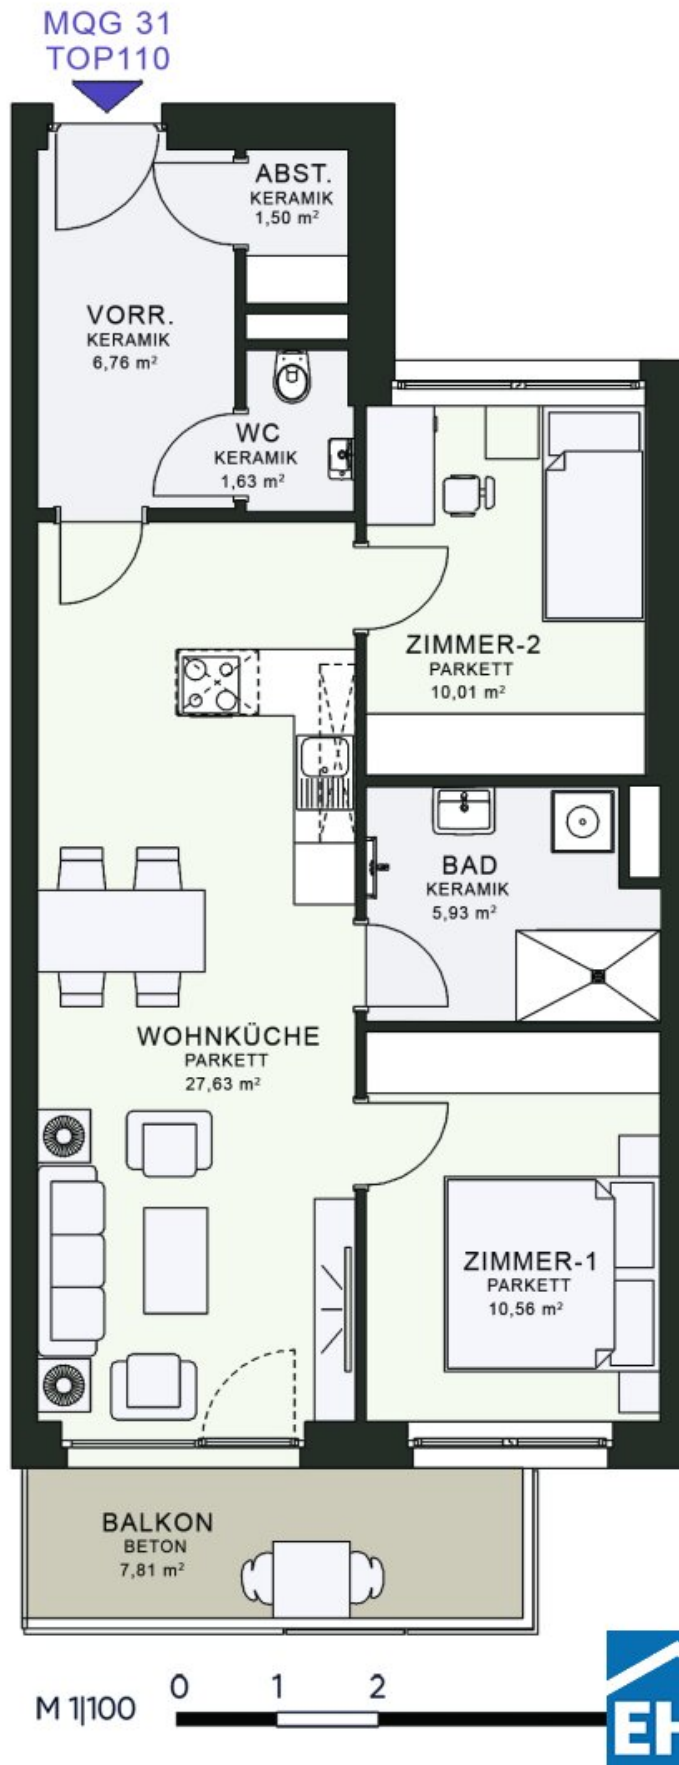 MQG 31
TOP110
ABST.
KERAMIK
1,50 m²
VORR.
KERAMIK
6,76 m²
WC
KERAMIK
1,63 m²
ZIMMER-2
PARKETT
10,01 m²
BAD
KERAMIK
5,93 m²
WOHNKÜCHE
PARKETT
27,63 m²
ZIMMER-1
PARKETT
10,56 m²
BALKON
BETON
7,81 m²
M 1|100
0 1 2
EH